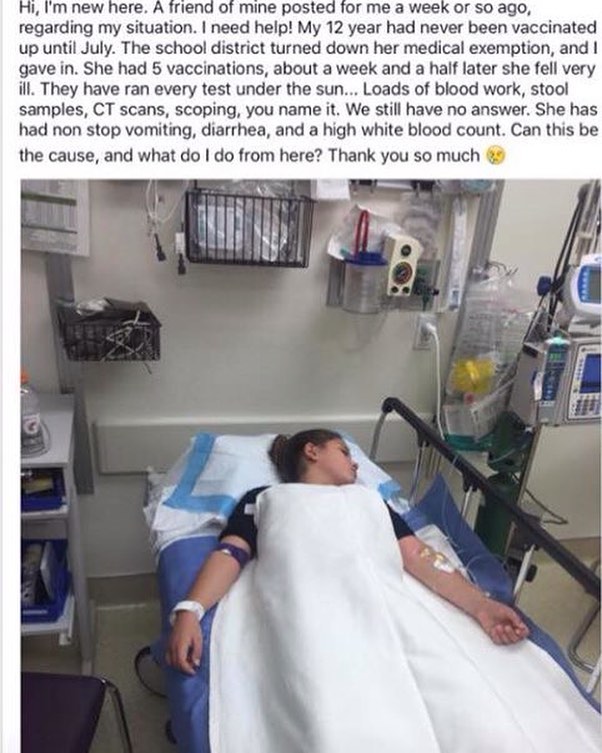 Hi, I'm new here. A friend of mine posted for me a week or so ago,
regarding my situation. I need help! My 12 year had never been vaccinated
up until July. The school district turned down her medical exemption, and I
gave in. She had 5 vaccinations, about a week and a half later she fell very
ill. They have ran every test under the sun... Loads of blood work, stool
samples, CT scans, scoping, you name it. We still have no answer. She has
had non stop vomiting, diarrhea, and a high white blood count. Can this be
the cause, and what do I do from here? Thank you so much 😢